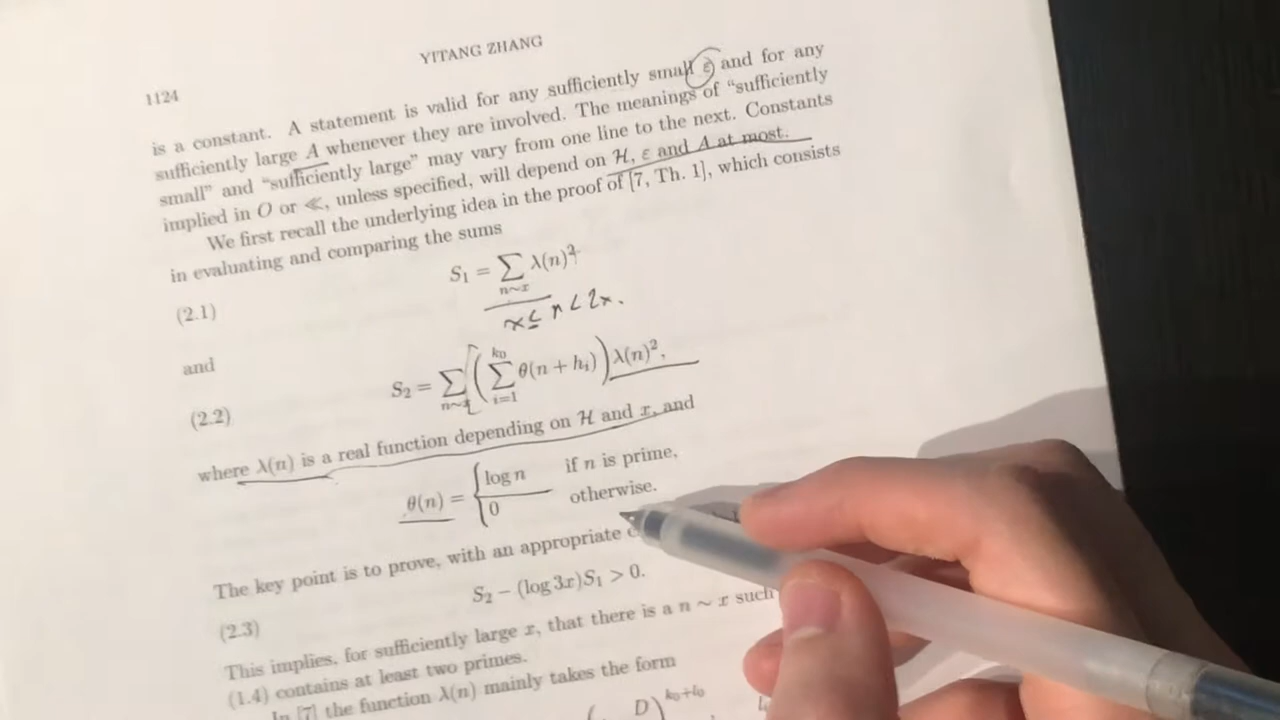 YITANG ZHANG
1124
is a constant. A statement is valid for any sufficiently small ε and for any
sufficiently large A whenever they are involved. The meanings of “sufficiently
small” and “sufficiently large” may vary from one line to the next. Constants
implied in O or ≪, unless specified, will depend on ℋ, ε and A at most.
We first recall the underlying idea in the proof of [7, Th. 1], which consists
in evaluating and comparing the sums
(2.1) S₁ = ∑_{n∼x} λ(n)²
x ≤ n < 2x.
and
(2.2) S₂ = ∑_{n∼x} ( ∑_{i=1}^{k₀} θ(n + hᵢ) ) λ(n)²,
where λ(n) is a real function depending on ℋ and x, and
θ(n) = { log n if n is prime,
0 otherwise.
The key point is to prove, with an appropriate
(2.3) S₂ − (log 3x)S₁ > 0.
This implies, for sufficiently large x, that there is a n ∼ x such
(1.4) contains at least two primes.
In [7] the function λ(n) mainly takes the form
D k₀+l₀